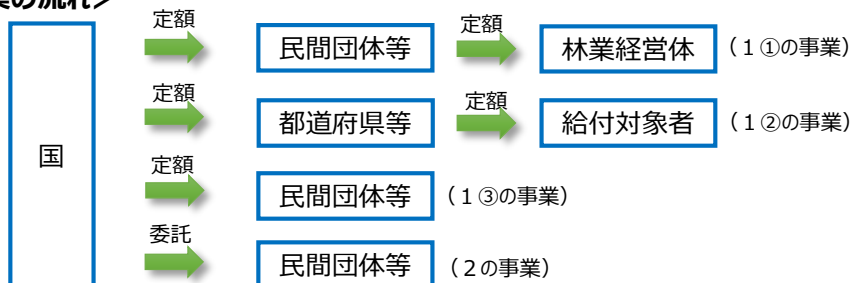 業の流れ＞
定額
定額
民間団体等
林業経営体
（１①の事業）
定額
定額
都道府県等
給付対象者
（１②の事業）
国
定額
民間団体等
（１③の事業）
委託
民間団体等
（２の事業）